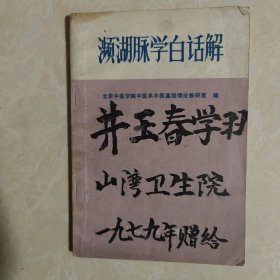 濒湖脉学白话解
北京中医学院中医系中医基础理论教研室 编
井玉春学习
山湾卫生院
一九七九年赠给